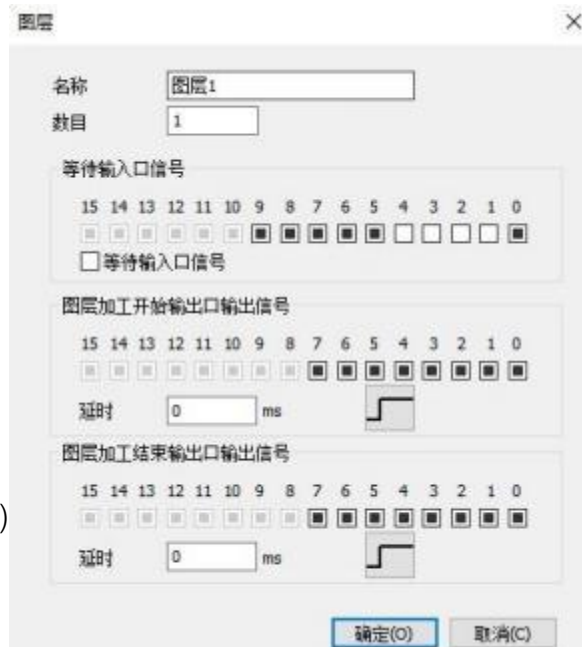 图层
名称 图层1
数目 1
等待输入口信号
15 14 13 12 11 10 9 8 7 6 5 4 3 2 1 0
等待输入口信号
图层加工开始输出口输出信号
15 14 13 12 11 10 9 8 7 6 5 4 3 2 1 0
延时 0 ms
图层加工结束输出口输出信号
15 14 13 12 11 10 9 8 7 6 5 4 3 2 1 0
)
延时 0 ms
确定(O) 取消(C)